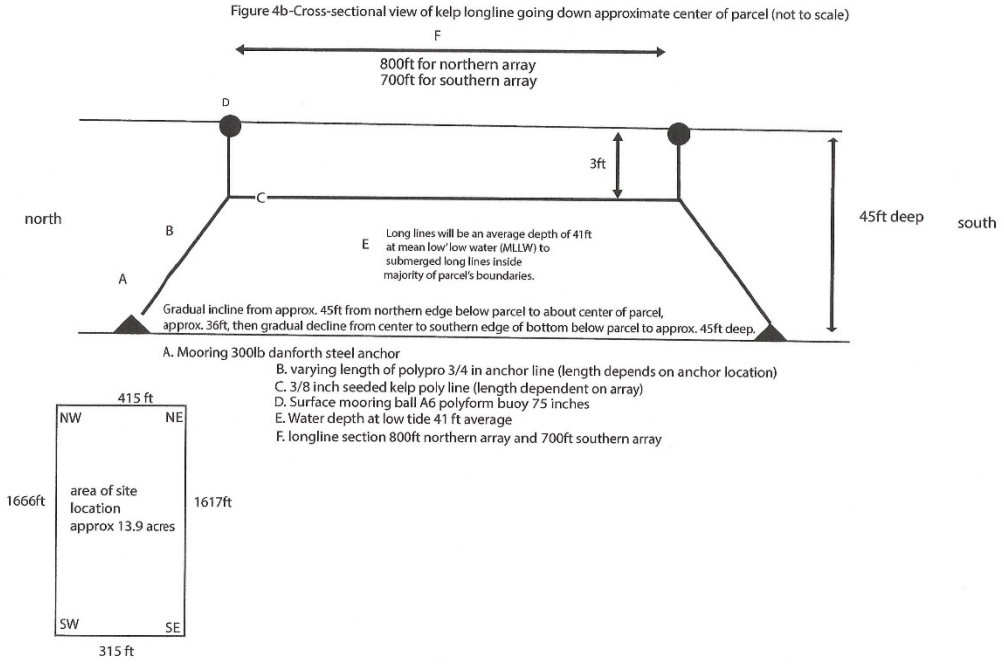 Figure 4b-Cross-sectional view of kelp longline going down approximate center of parcel (not to scale)
F
800ft for northern array
700ft for southern array
D
3ft
C
north
B
45ft deep
south
E
Long lines will be an average depth of 41ft
at mean low' low water (MLLW) to
submerged long lines inside
majority of parcel's boundaries.
A
Gradual incline from approx. 45ft from northern edge below parcel to about center of parcel,
approx. 36ft, then gradual decline from center to southern edge of bottom below parcel to approx. 45ft deep.
A. Mooring 300lb danforth steel anchor
B. varying length of polypro 3/4 in anchor line (length depends on anchor location)
C. 3/8 inch seeded kelp poly line (length dependent on array)
D. Surface mooring ball A6 polyform buoy 75 inches
E. Water depth at low tide 41 ft average
F. longline section 800ft northern array and 700ft southern array
415 ft
NW
NE
1666ft
area of site
location
approx 13.9 acres
1617ft
SW
SE
315 ft